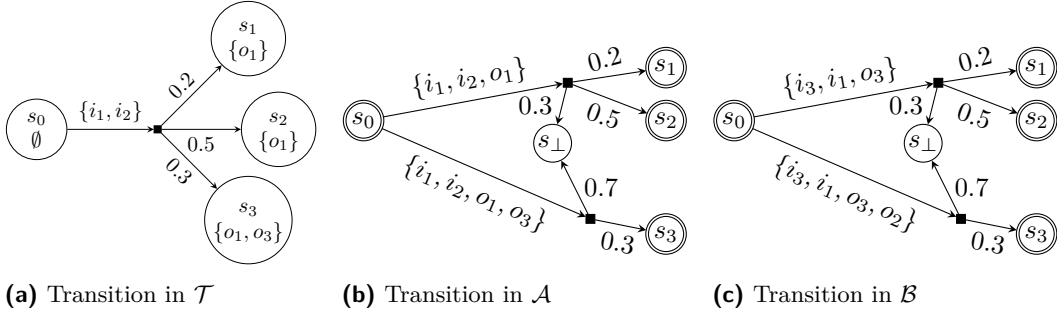 s₀
∅
{i₁, i₂}
0.2
0.5
0.3
s₁
{o₁}
s₂
{o₁}
s₃
{o₁, o₃}
(a) Transition in 𝒯
s₀
{i₁, i₂, o₁}
{i₁, i₂, o₁, o₃}
0.2
0.3
0.5
s₁
s₂
s⊥
0.7
0.3
s₃
(b) Transition in 𝒜
s₀
{i₃, i₁, o₃}
{i₃, i₁, o₃, o₂}
0.2
0.3
0.5
s₁
s₂
s⊥
0.7
0.3
s₃
(c) Transition in ℬ